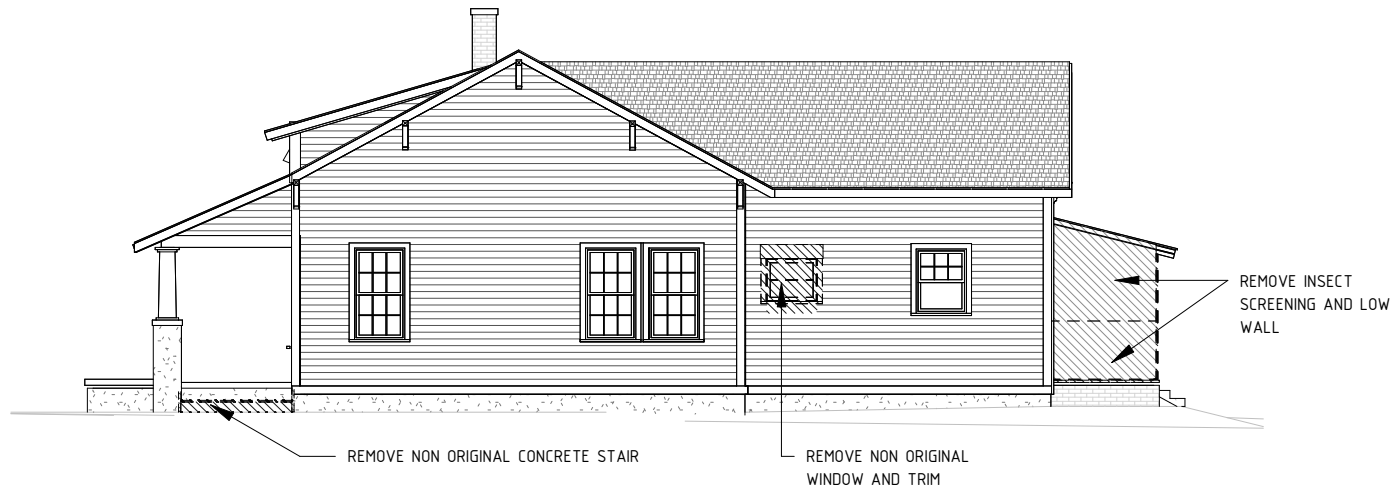 REMOVE INSECT
SCREENING AND LOW
WALL
REMOVE NON ORIGINAL CONCRETE STAIR
REMOVE NON ORIGINAL
WINDOW AND TRIM